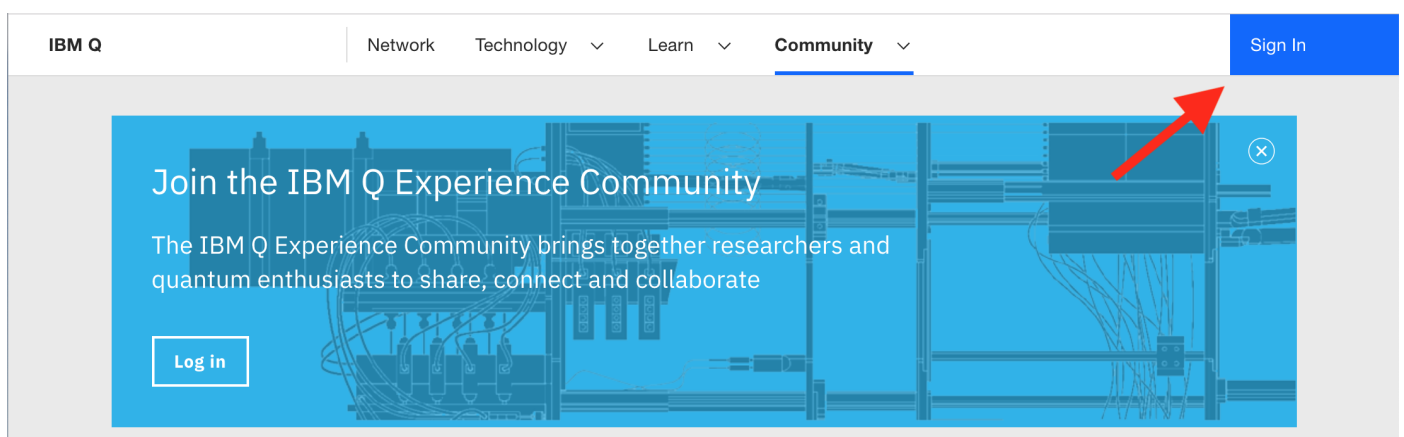 IBM Q Network Technology Learn Community Sign In
Join the IBM Q Experience Community
The IBM Q Experience Community brings together researchers and
quantum enthusiasts to share, connect and collaborate
Log in